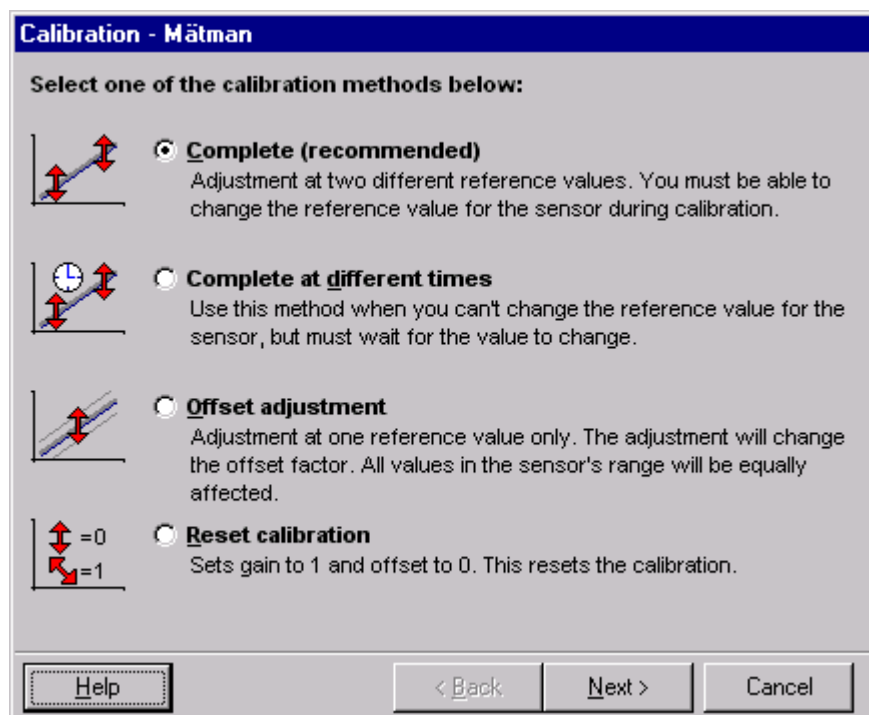 Calibration - Mätman
Select one of the calibration methods below:
Complete (recommended)
Adjustment at two different reference values. You must be able to
change the reference value for the sensor during calibration.
Complete at different times
Use this method when you can't change the reference value for the
sensor, but must wait for the value to change.
Offset adjustment
Adjustment at one reference value only. The adjustment will change
the offset factor. All values in the sensor's range will be equally
affected.
=0
=1
Reset calibration
Sets gain to 1 and offset to 0. This resets the calibration.
Help
< Back
Next >
Cancel